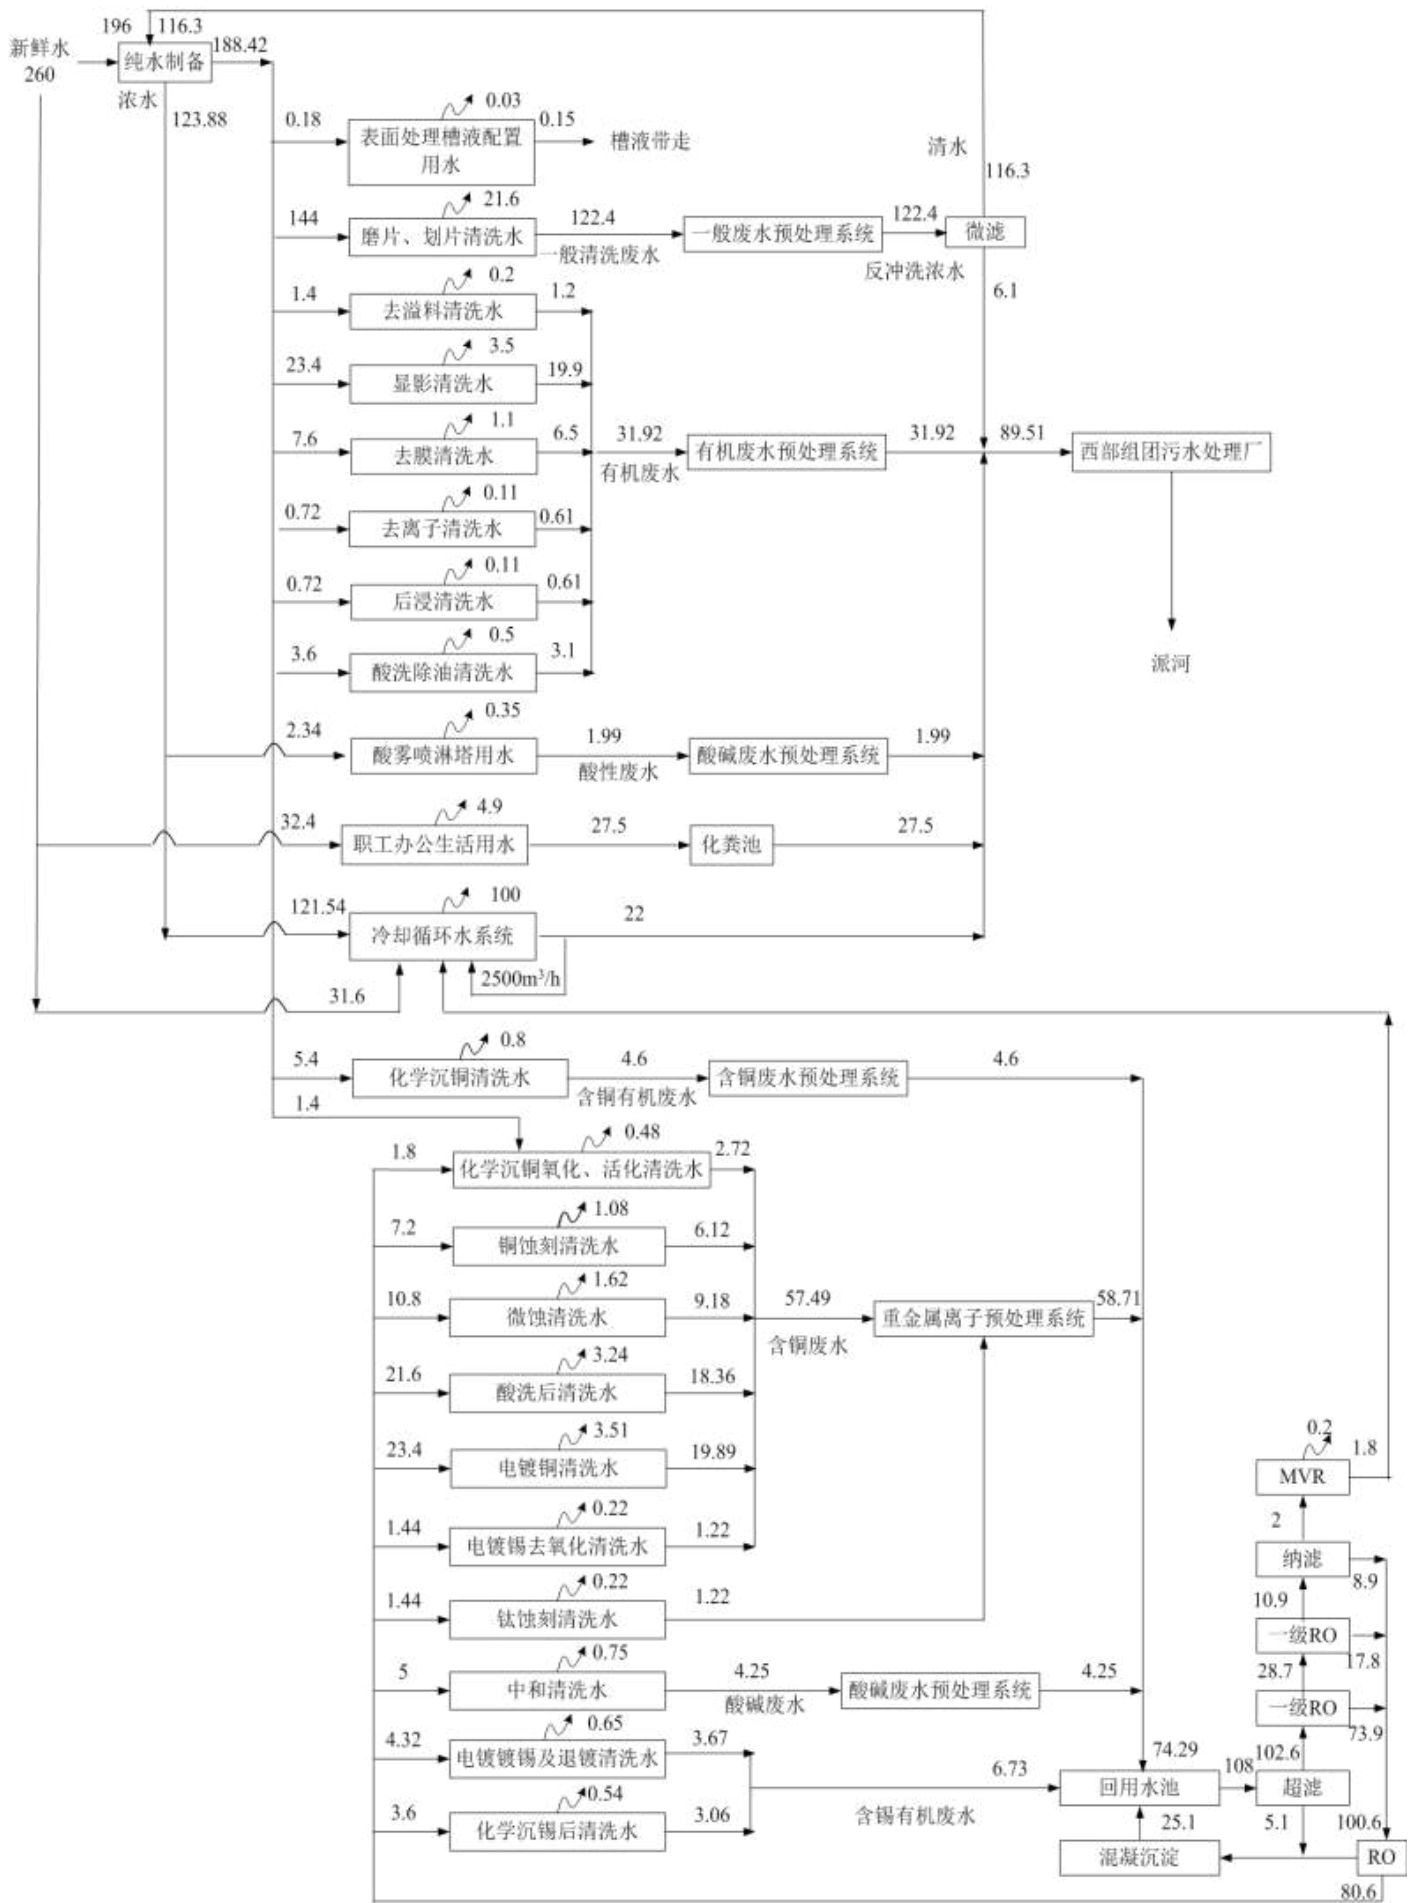 196
116.3
新鲜水
260
纯水制备
188.42
浓水
123.88
0.03
0.18
表面处理槽液配置
用水
0.15
槽液带走
清水
116.3
21.6
144
磨片、划片清洗水
122.4
一般清洗废水
一般废水预处理系统
122.4
微滤
反冲洗浓水
6.1
0.2
1.4
去溢料清洗水
1.2
3.5
23.4
显影清洗水
19.9
1.1
7.6
去膜清洗水
6.5
31.92
有机废水
有机废水预处理系统
31.92
89.51
西部组团污水处理厂
派河
0.11
0.72
去离子清洗水
0.61
0.11
0.72
后浸清洗水
0.61
0.5
3.6
酸洗除油清洗水
3.1
0.35
2.34
酸雾喷淋塔用水
1.99
酸性废水
酸碱废水预处理系统
1.99
4.9
32.4
职工办公生活用水
27.5
化粪池
27.5
100
121.54
冷却循环水系统
22
2500m³/h
31.6
0.8
5.4
化学沉铜清洗水
4.6
含铜有机废水
含铜废水预处理系统
4.6
1.4
0.48
1.8
化学沉铜氧化、活化清洗水
2.72
1.08
7.2
铜蚀刻清洗水
6.12
1.62
10.8
微蚀清洗水
9.18
57.49
含铜废水
重金属离子预处理系统
58.71
3.24
21.6
酸洗后清洗水
18.36
3.51
23.4
电镀铜清洗水
19.89
0.22
1.44
电镀锡去氧化清洗水
1.22
0.22
1.44
钛蚀刻清洗水
1.22
0.75
5
中和清洗水
4.25
酸碱废水
酸碱废水预处理系统
4.25
0.65
4.32
电镀镀锡及退镀清洗水
3.67
0.54
3.6
化学沉锡后清洗水
3.06
6.73
含锡有机废水
74.29
回用水池
108
25.1
混凝沉淀
0.2
MVR
1.8
2
纳滤
8.9
10.9
一级RO
17.8
28.7
一级RO
73.9
102.6
超滤
5.1
100.6
RO
80.6